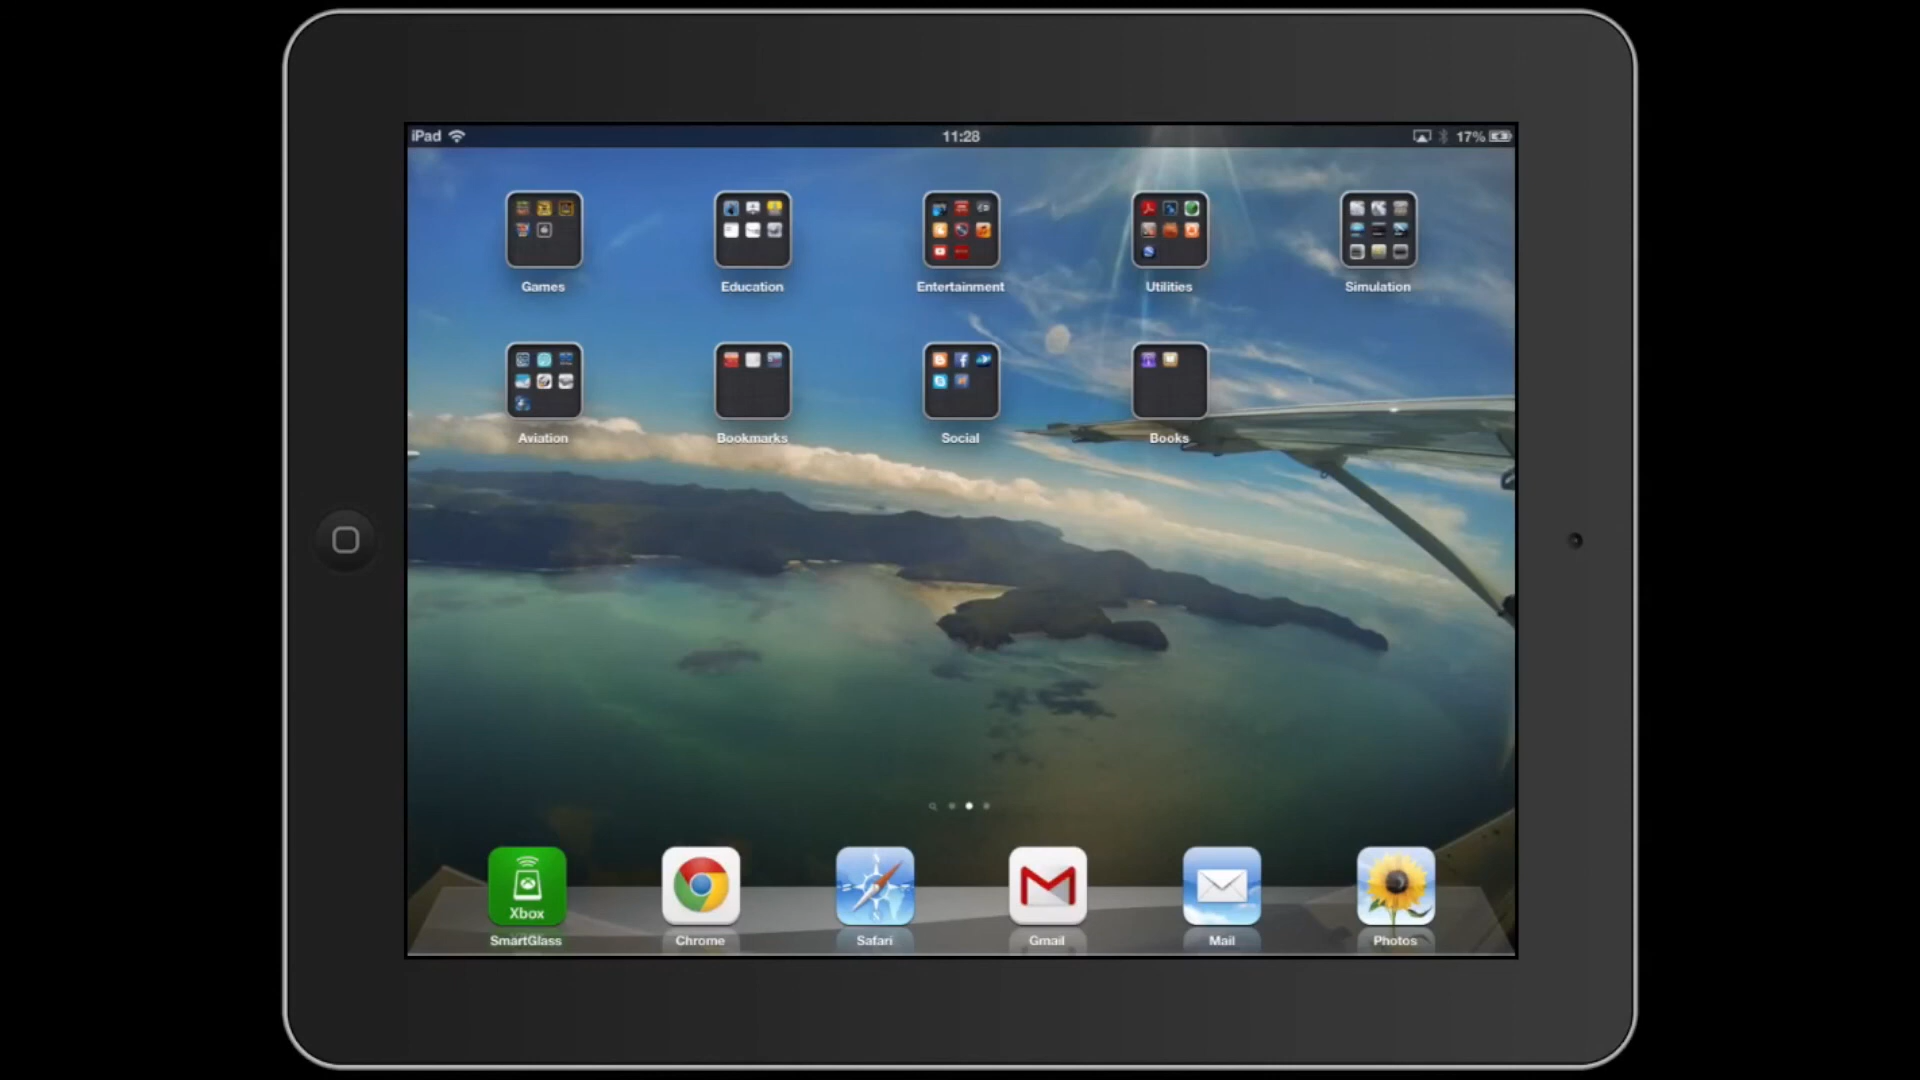 iPad 11:28 17%
Games Education Entertainment Utilities Simulation
Aviation Bookmarks Social Books
Xbox
SmartGlass Chrome Safari Gmail Mail Photos